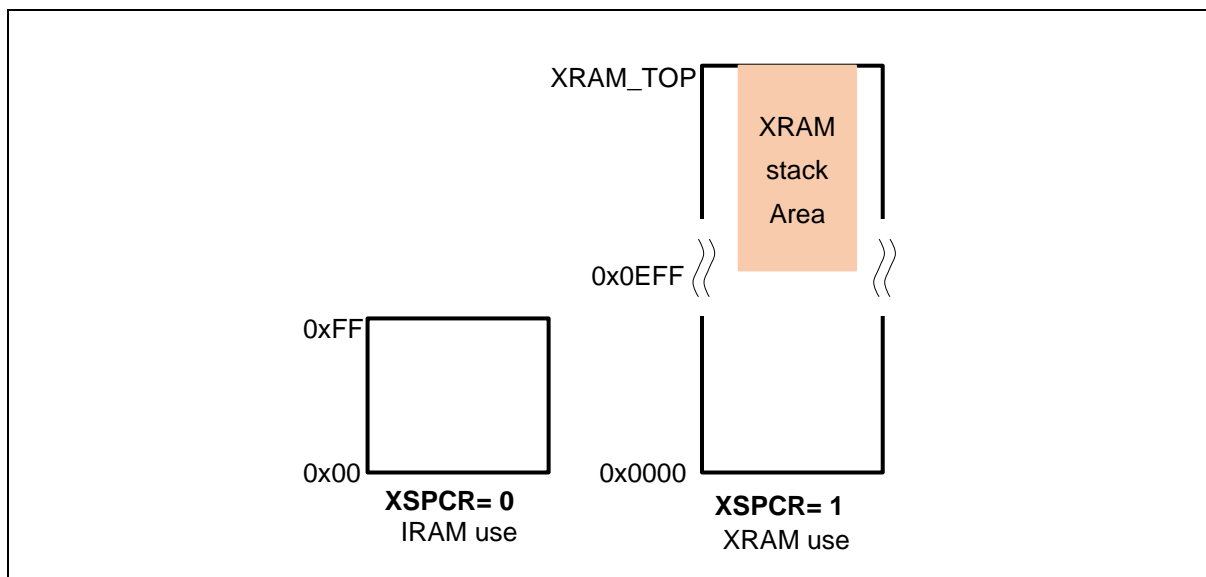 XRAM_TOP
XRAM
stack
Area
0x0EFF
0xFF
0x00
0x0000
XSPCR= 0
IRAM use
XSPCR= 1
XRAM use